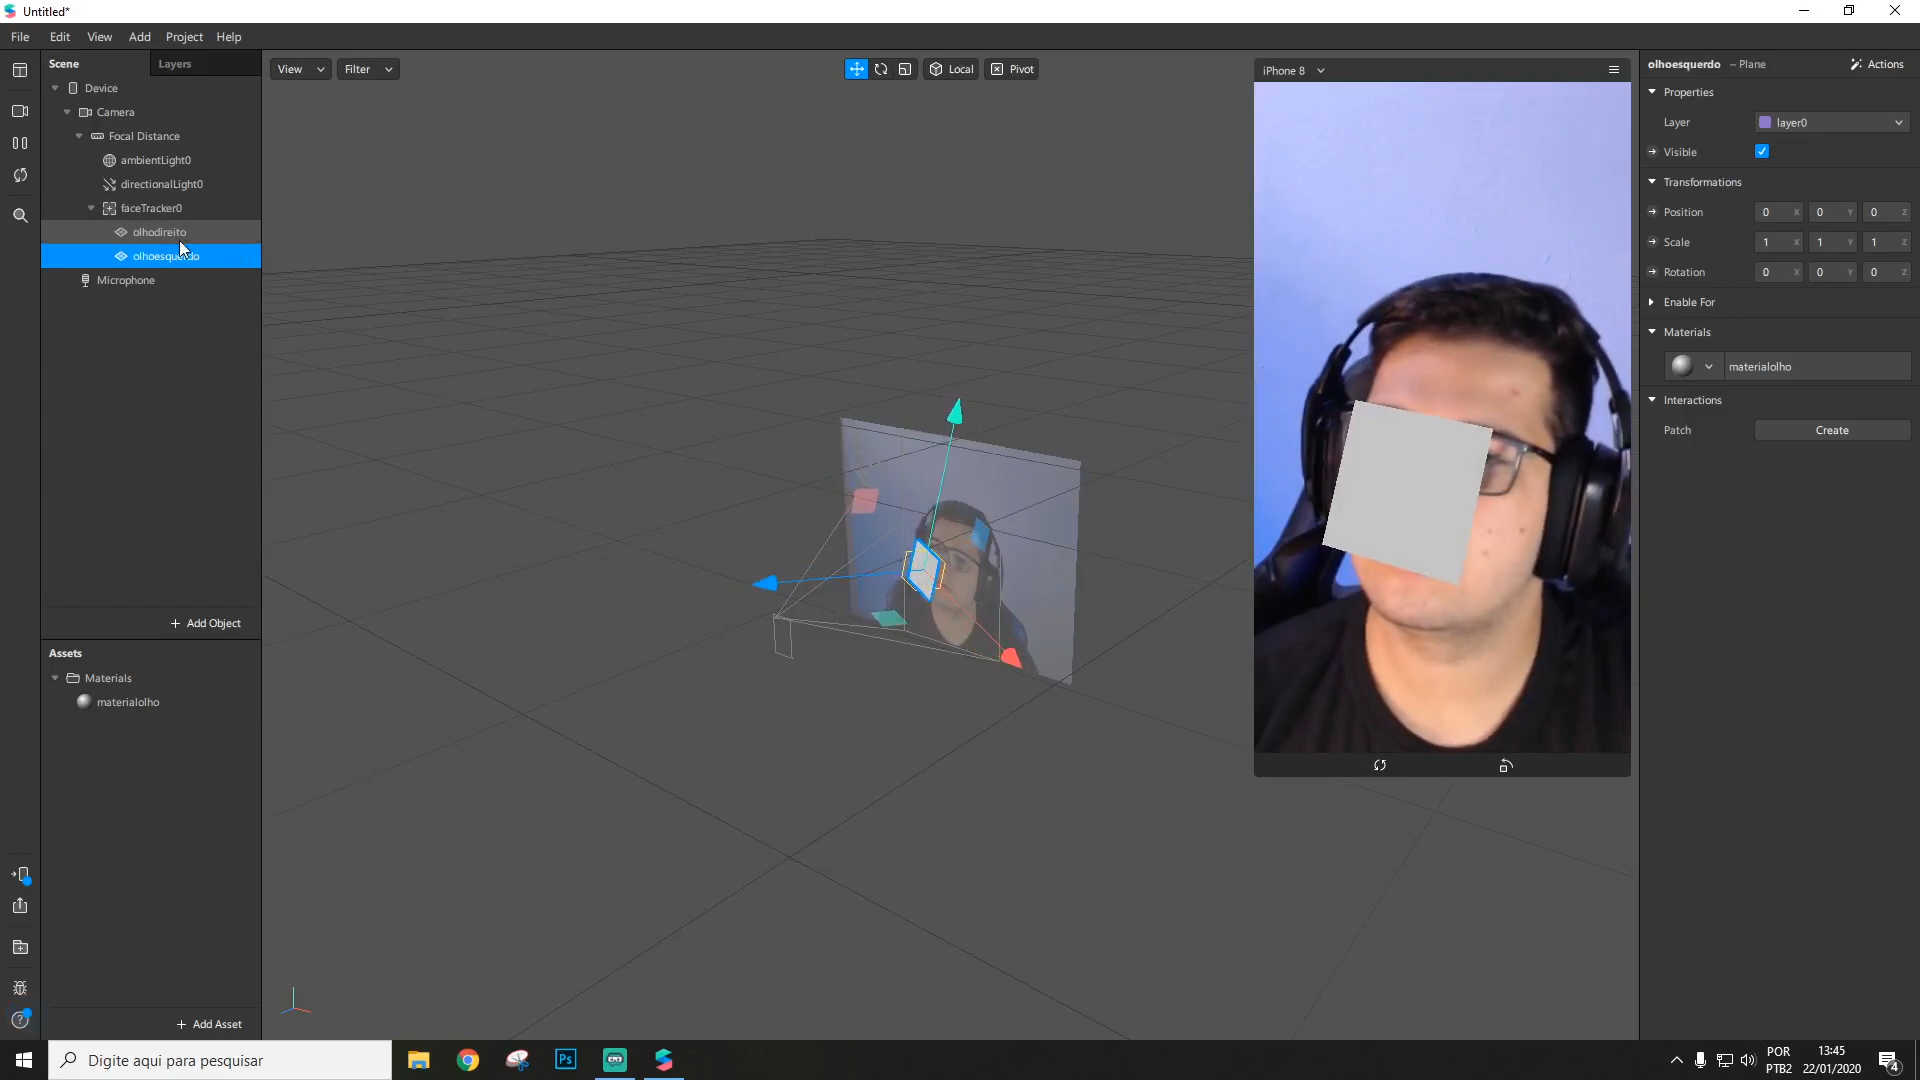 Untitled*
File Edit View Add Project Help
Scene Layers
Device
Camera
Focal Distance
ambientLight0
directionalLight0
faceTracker0
olhodireito
olhoesquerdo
Microphone
+ Add Object
Assets
Materials
materialolho
+ Add Asset
View Filter
Local Pivot
iPhone 8
olhoesquerdo – Plane Actions
Properties
Layer layer0
Visible
Transformations
Position 0 X 0 Y 0 Z
Scale 1 X 1 Y 1 Z
Rotation 0 X 0 Y 0 Z
Enable For
Materials
materialolho
Interactions
Patch Create
Digite aqui para pesquisar
Ps
POR
PTB2
13:45
22/01/2020
4